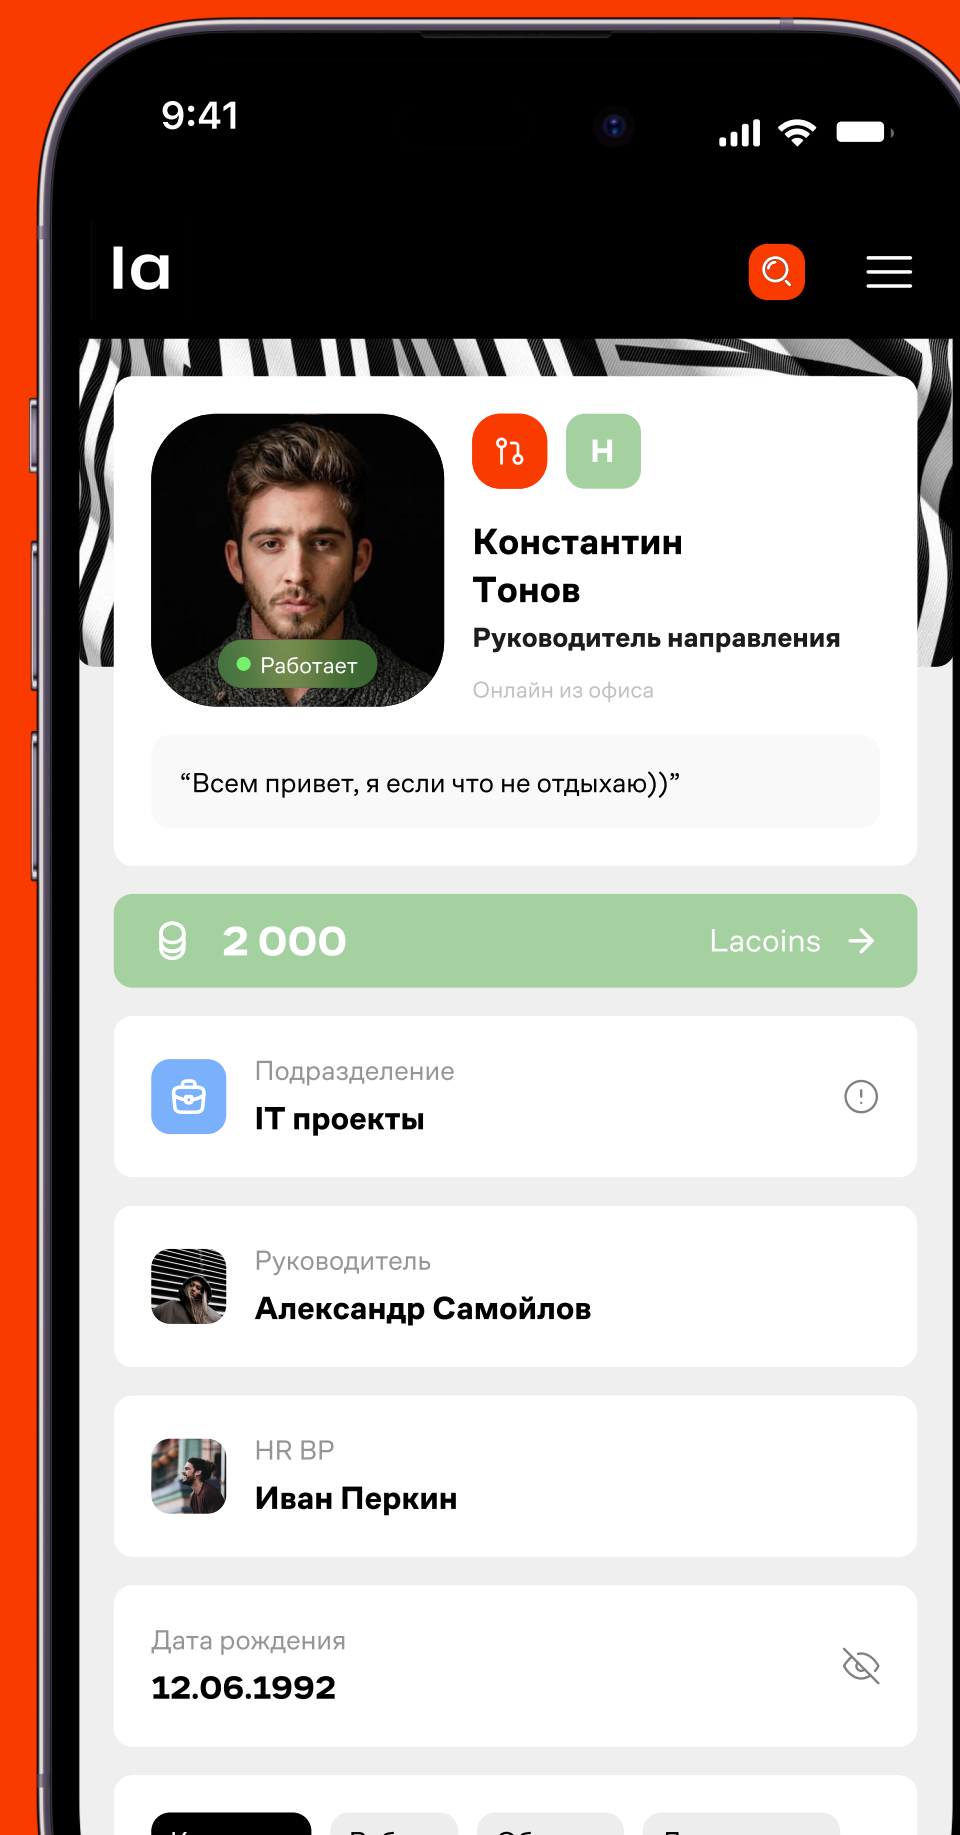 9:41
la
H
Константин
Тонов
Руководитель направления
Работает
Онлайн из офиса
“Всем привет, я если что не отдыхаю))”
2 000 Lacoins
Подразделение
IT проекты
Руководитель
Александр Самойлов
HR BP
Иван Перкин
Дата рождения
12.06.1992